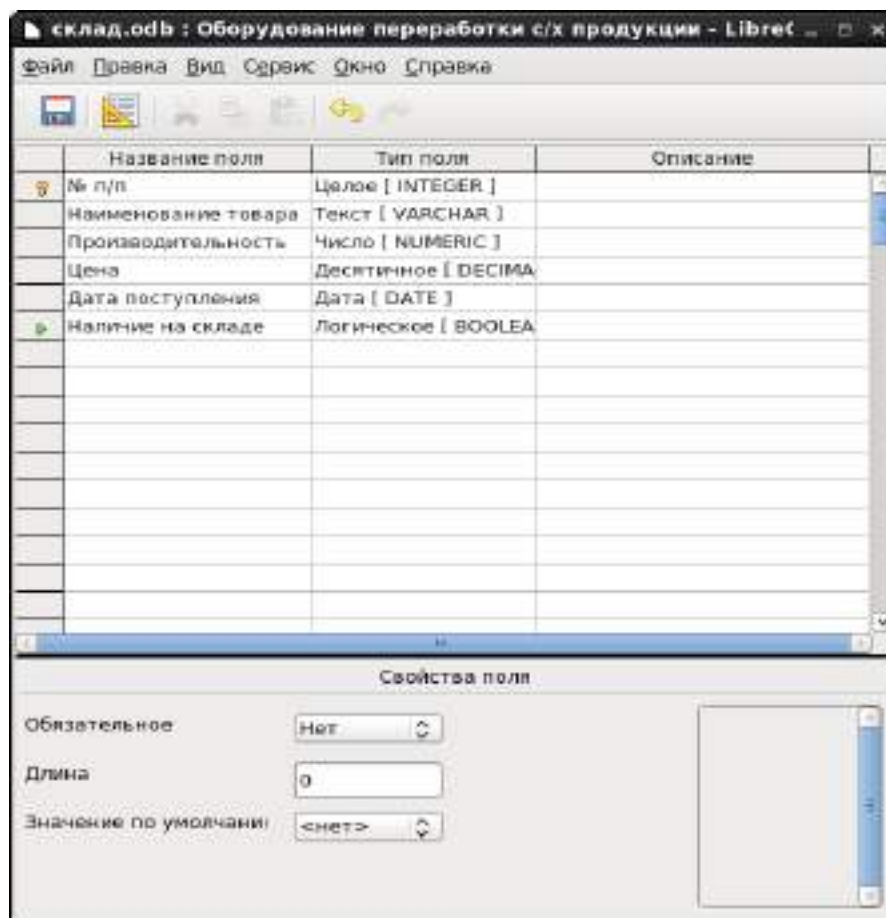 склад.odb : Оборудование переработки с/х продукции - Libre
Файл Правка Вид Сервис Окно Справка
Название поля Тип поля Описание
№ п/п Целое [ INTEGER ]
Наименование товара Текст [ VARCHAR ]
Производительность Число [ NUMERIC ]
Цена Десятичное [ DECIMA
Дата поступления Дата [ DATE ]
Наличие на складе Логическое [ BOOLEA
Свойства поля
Обязательное Нет
Длина 0
Значение по умолчани <нет>